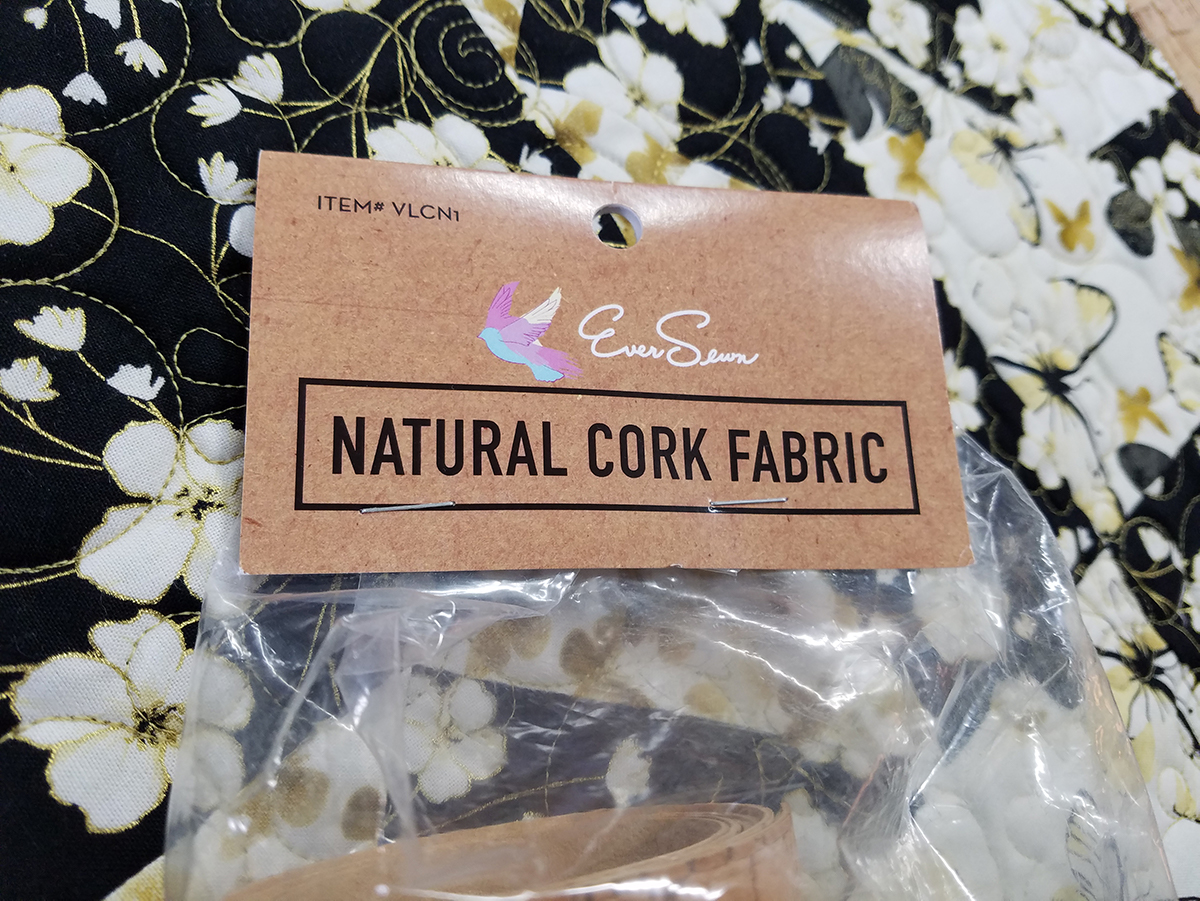 ITEM# VLCN1
EverSewn
NATURAL CORK FABRIC